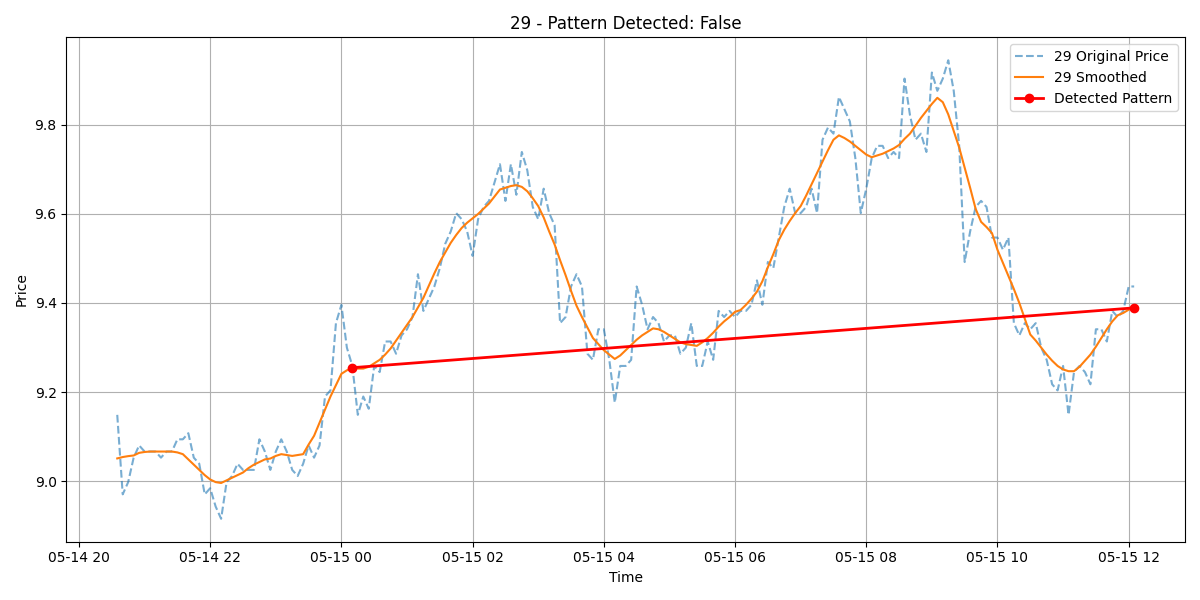 29 - Pattern Detected: False
29 Original Price
29 Smoothed
Detected Pattern
Price
9.8
9.6
9.4
9.2
9.0
05-14 20
05-14 22
05-15 00
05-15 02
05-15 04
05-15 06
05-15 08
05-15 10
05-15 12
Time